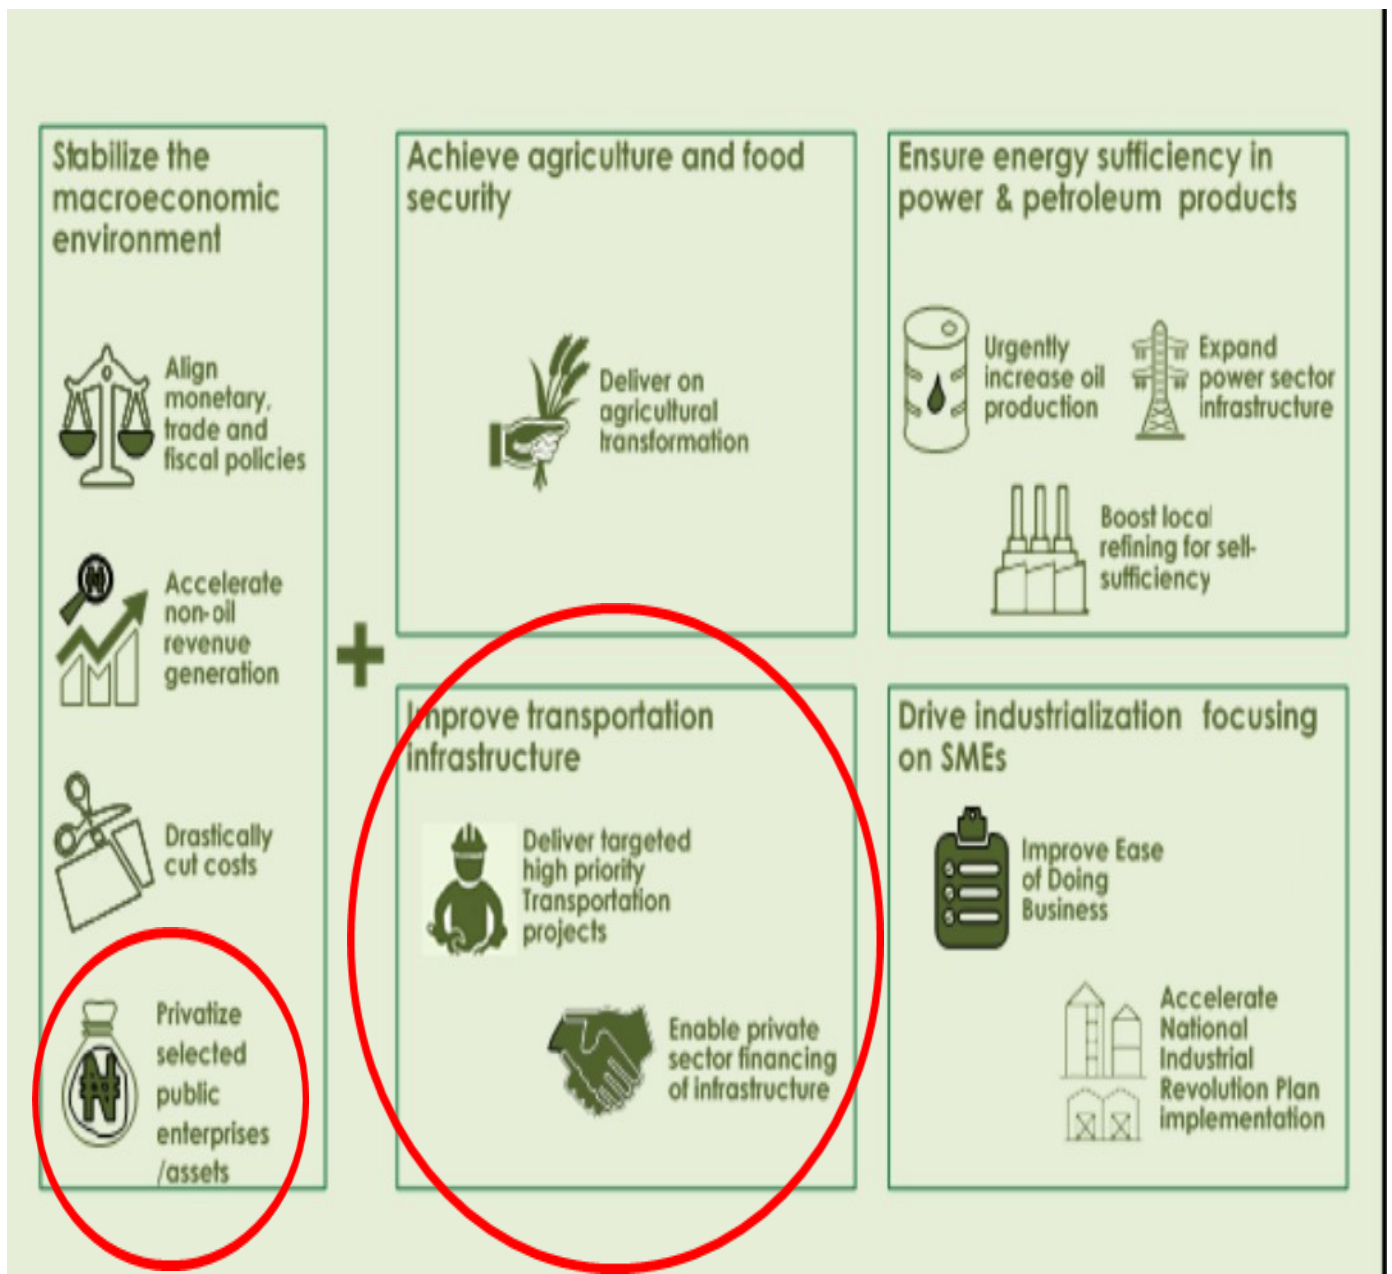 Stabilize the
macroeconomic
environment
Align
monetary,
trade and
fiscal policies
Accelerate
non-oil
revenue
generation
Drastically
cut costs
Privatize
selected
public
enterprises
/assets
+
Achieve agriculture and food
security
Deliver on
agricultural
transformation
Ensure energy sufficiency in
power & petroleum products
Urgently
increase oil
production
Expand
power sector
infrastructure
Boost local
refining for self-
sufficiency
Improve transportation
infrastructure
Deliver targeted
high priority
Transportation
projects
Enable private
sector financing
of infrastructure
Drive industrialization focusing
on SMEs
Improve Ease
of Doing
Business
Accelerate
National
Industrial
Revolution Plan
implementation
₦
₦